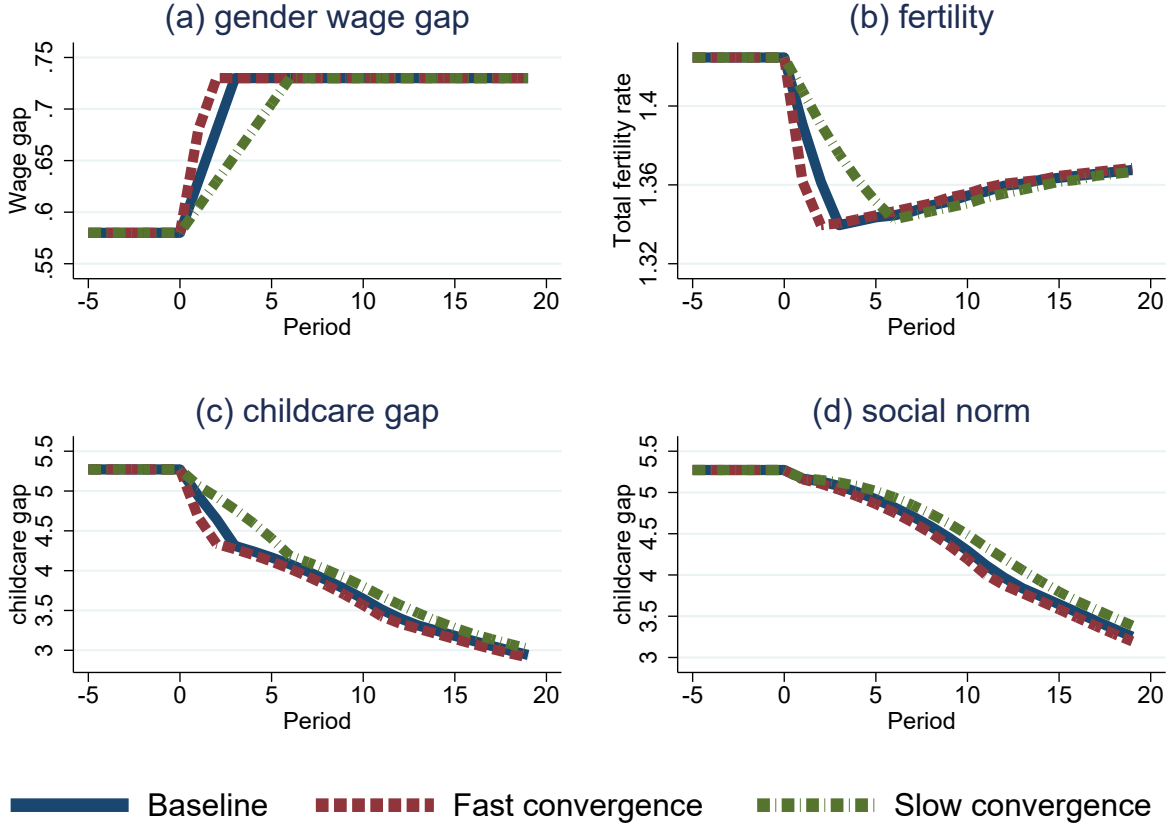 (a) gender wage gap
Wage gap
.75
.7
.65
.6
.55
-5 0 5 10 15 20
Period
(b) fertility
Total fertility rate
1.4
1.36
1.32
-5 0 5 10 15 20
Period
(c) childcare gap
childcare gap
5.5
5
4.5
4
3.5
3
-5 0 5 10 15 20
Period
(d) social norm
childcare gap
5.5
5
4.5
4
3.5
3
-5 0 5 10 15 20
Period
Baseline Fast convergence Slow convergence